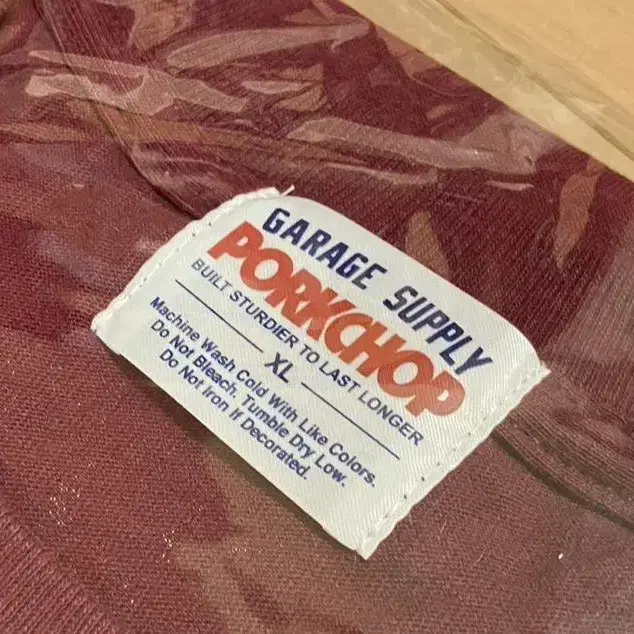 GARAGE SUPPLY
PORKCHOP
BUILT STURDIER TO LAST LONGER
XL
Machine Wash Cold With Like Colors.
Do Not Bleach. Tumble Dry Low.
Do Not Iron If Decorated.